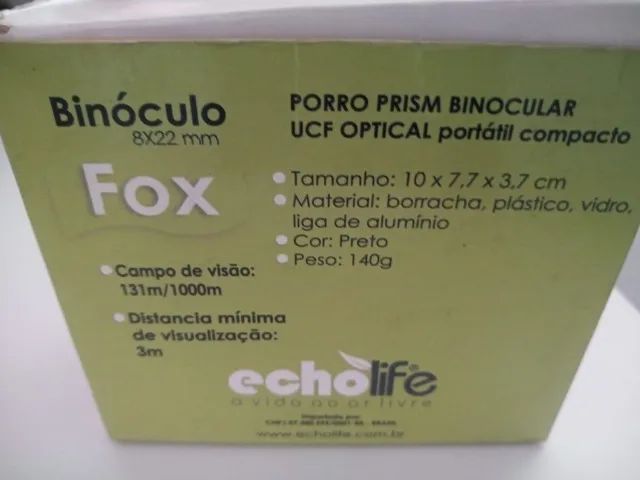 Binóculo
8X22 mm
Fox
Campo de visão:
131m/1000m
Distancia mínima
de visualização:
3m
PORRO PRISM BINOCULAR
UCF OPTICAL portátil compacto
Tamanho: 10 x 7,7 x 3,7 cm
Material: borracha, plástico, vidro,
liga de alumínio
Cor: Preto
Peso: 140g
echolife®
a vida ao ar livre
Importado por:
www.echolife.com.br